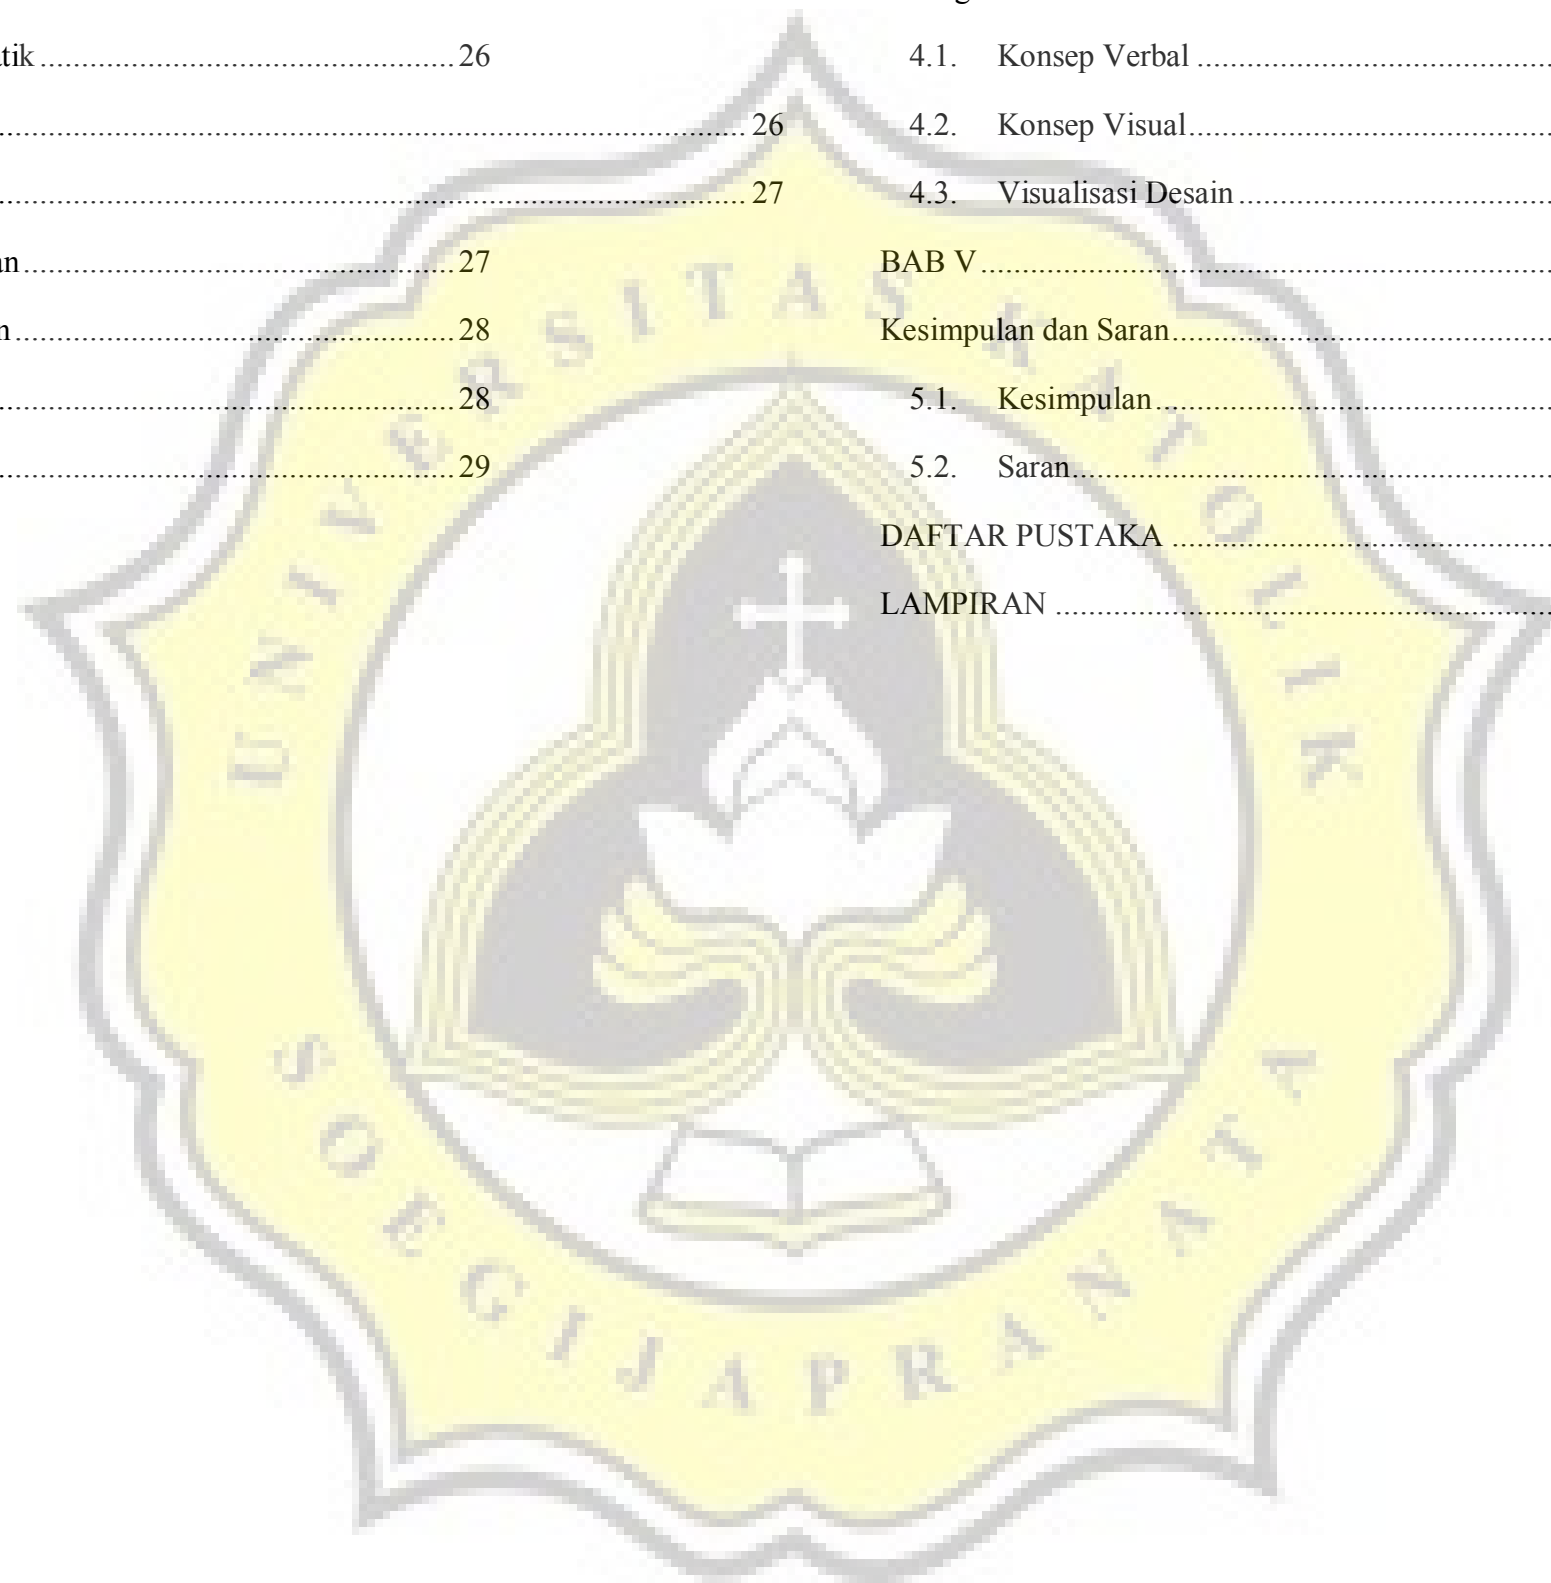 tik .......... 26
.......... 26
.......... 27
an .......... 27
n .......... 28
.......... 28
.......... 29
4.1. Konsep Verbal ..........
4.2. Konsep Visual ..........
4.3. Visualisasi Desain ..........
BAB V ..........
Kesimpulan dan Saran ..........
5.1. Kesimpulan ..........
5.2. Saran ..........
DAFTAR PUSTAKA ..........
LAMPIRAN ..........
UNIVERSITAS KATOLIK
SOEGIJAPRANATA